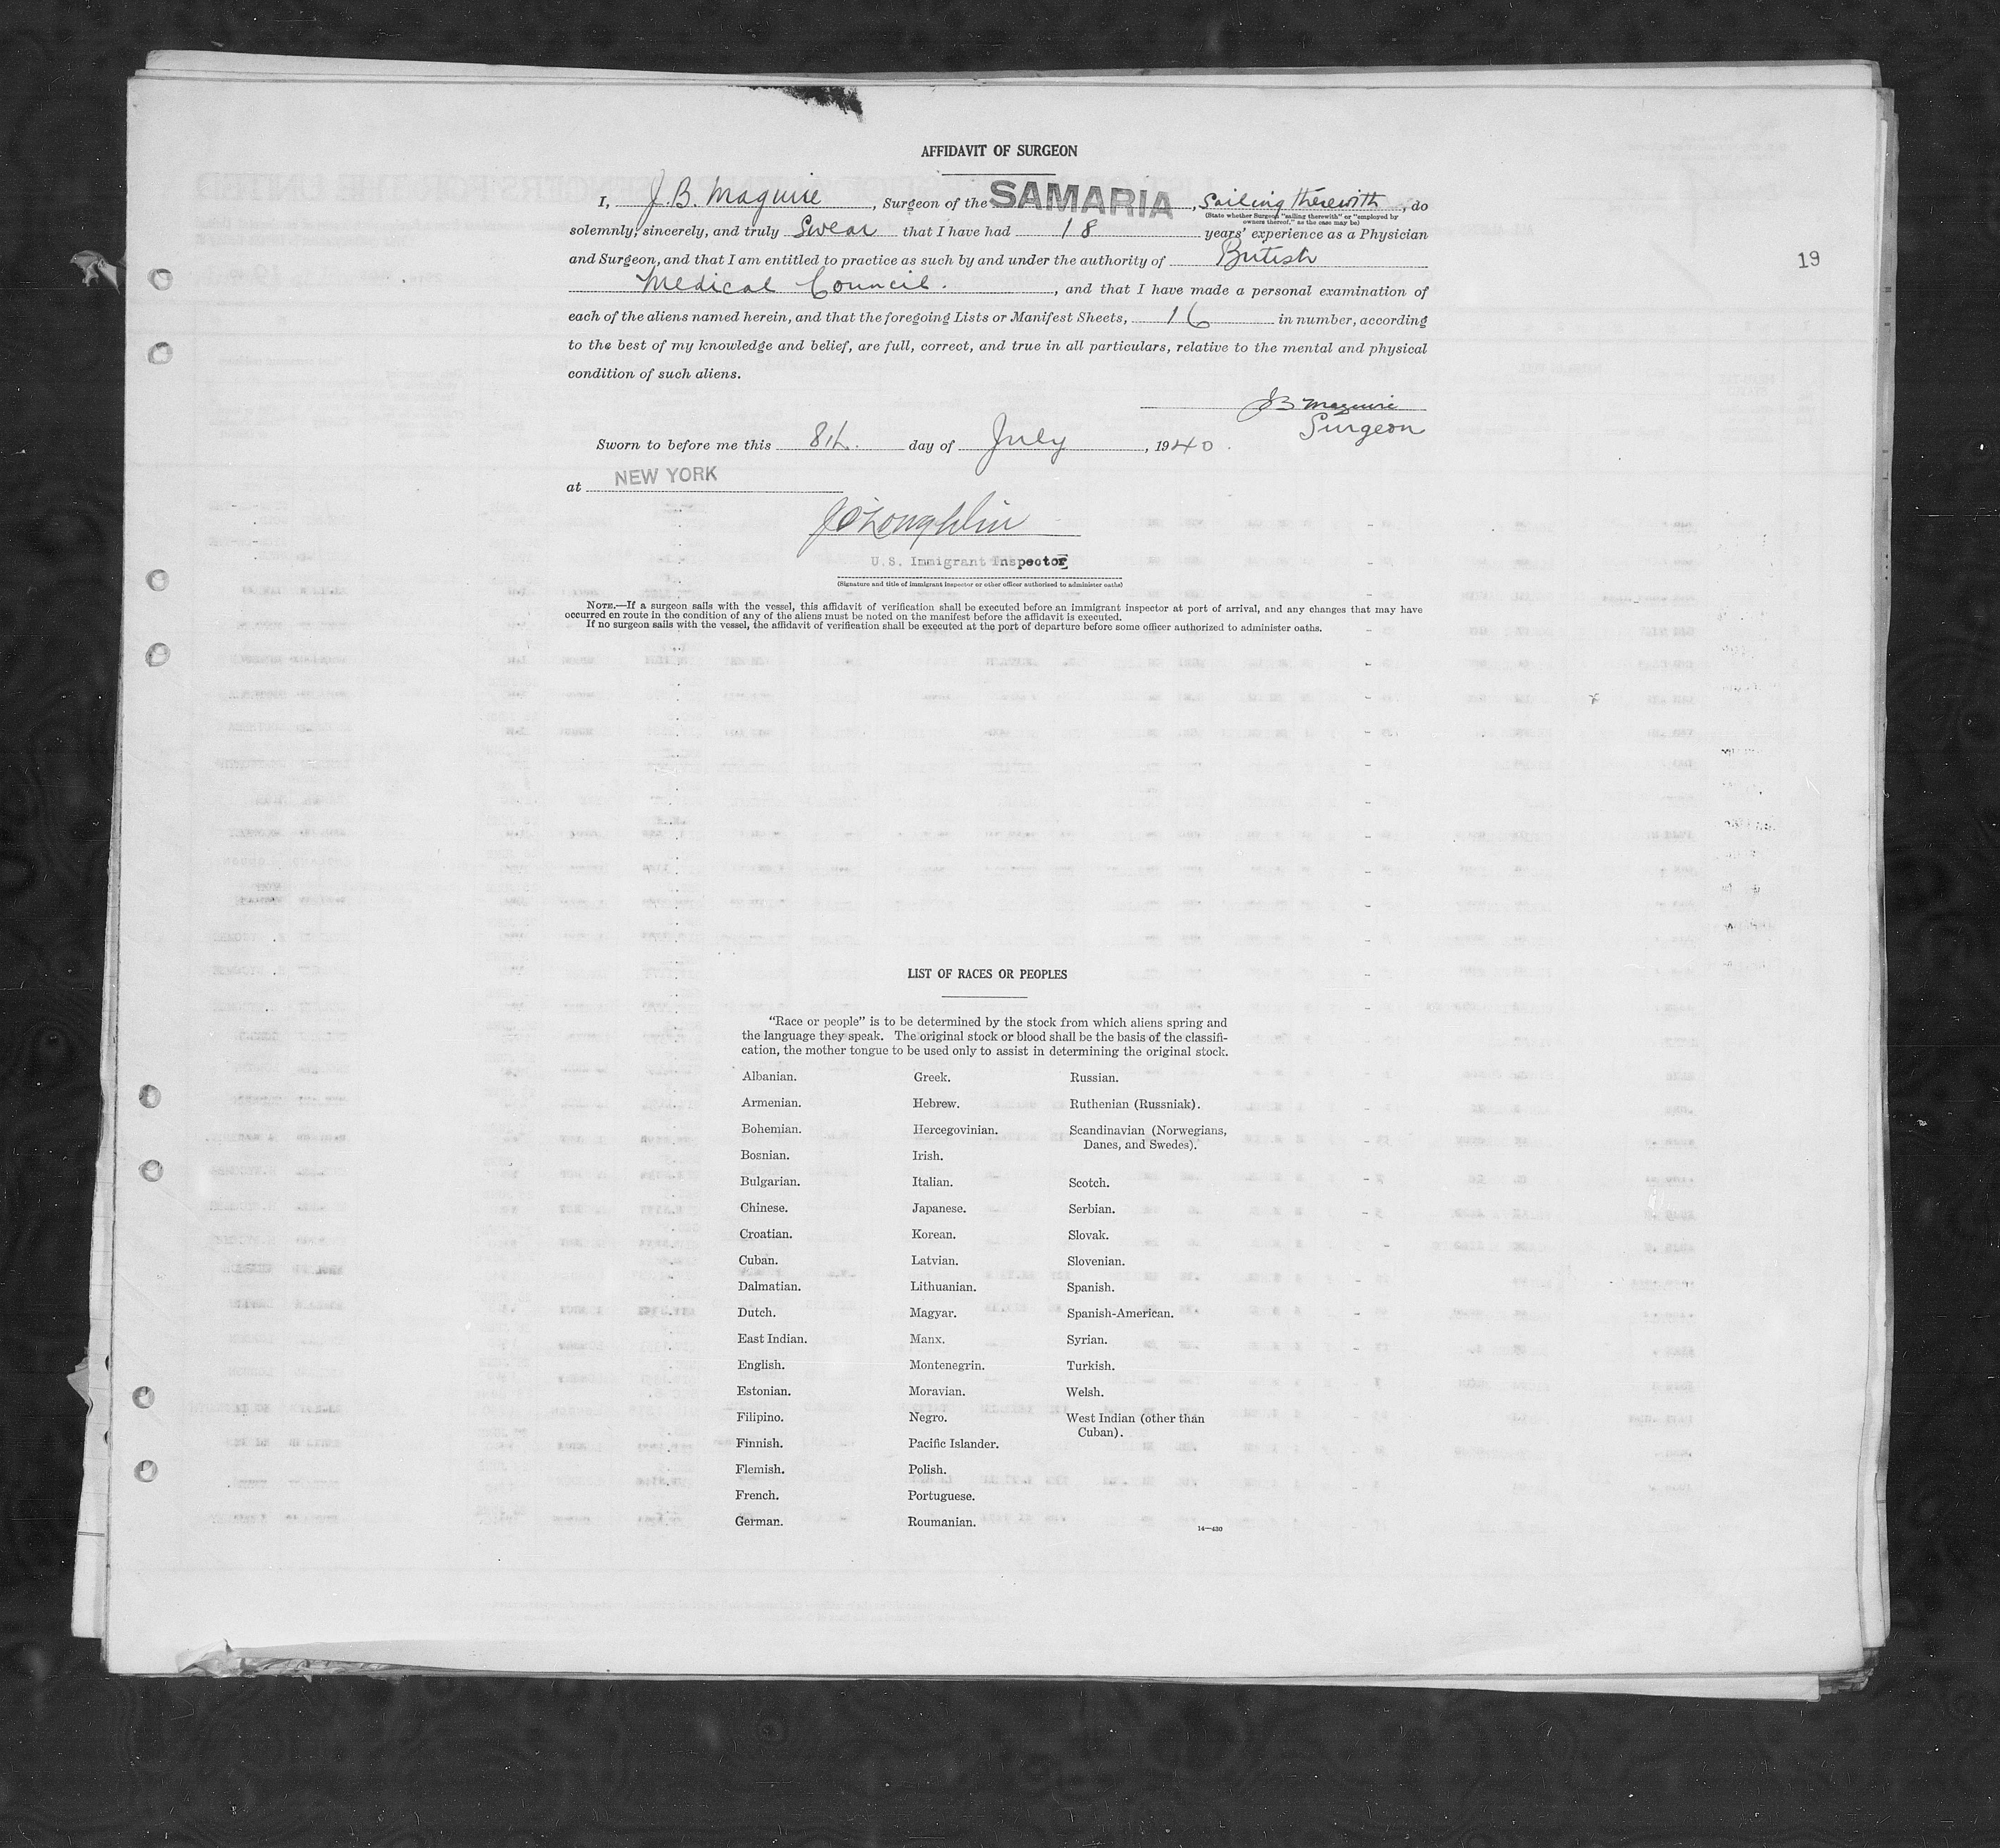 AFFIDAVIT OF SURGEON
I, J. B. Maguire, Surgeon of the SAMARIA, Sailing therewith, do
(State whether Surgeon "sailing therewith" or "employed by
owners thereof," as the case may be)
solemnly, sincerely, and truly Swear that I have had 18 years' experience as a Physician
and Surgeon, and that I am entitled to practice as such by and under the authority of British
19
Medical Council., and that I have made a personal examination of
each of the aliens named herein, and that the foregoing Lists or Manifest Sheets, 16 in number, according
to the best of my knowledge and belief, are full, correct, and true in all particulars, relative to the mental and physical
condition of such aliens.
J B Maguire
Surgeon
Sworn to before me this 8th. day of July, 1940.
at NEW YORK
J O'Loughlin
U.S. Immigrant Inspector
(Signature and title of immigrant inspector or other officer authorized to administer oaths)
NOTE.—If a surgeon sails with the vessel, this affidavit of verification shall be executed before an immigrant inspector at port of arrival, and any changes that may have
occurred en route in the condition of any of the aliens must be noted on the manifest before the affidavit is executed.
If no surgeon sails with the vessel, the affidavit of verification shall be executed at the port of departure before some officer authorized to administer oaths.
LIST OF RACES OR PEOPLES
"Race or people" is to be determined by the stock from which aliens spring and
the language they speak. The original stock or blood shall be the basis of the classifi-
cation, the mother tongue to be used only to assist in determining the original stock.
Albanian.
Armenian.
Bohemian.
Bosnian.
Bulgarian.
Chinese.
Croatian.
Cuban.
Dalmatian.
Dutch.
East Indian.
English.
Estonian.
Filipino.
Finnish.
Flemish.
French.
German.
Greek.
Hebrew.
Hercegovinian.
Irish.
Italian.
Japanese.
Korean.
Latvian.
Lithuanian.
Magyar.
Manx.
Montenegrin.
Moravian.
Negro.
Pacific Islander.
Polish.
Portuguese.
Roumanian.
Russian.
Ruthenian (Russniak).
Scandinavian (Norwegians,
Danes, and Swedes).
Scotch.
Serbian.
Slovak.
Slovenian.
Spanish.
Spanish-American.
Syrian.
Turkish.
Welsh.
West Indian (other than
Cuban).
14—430